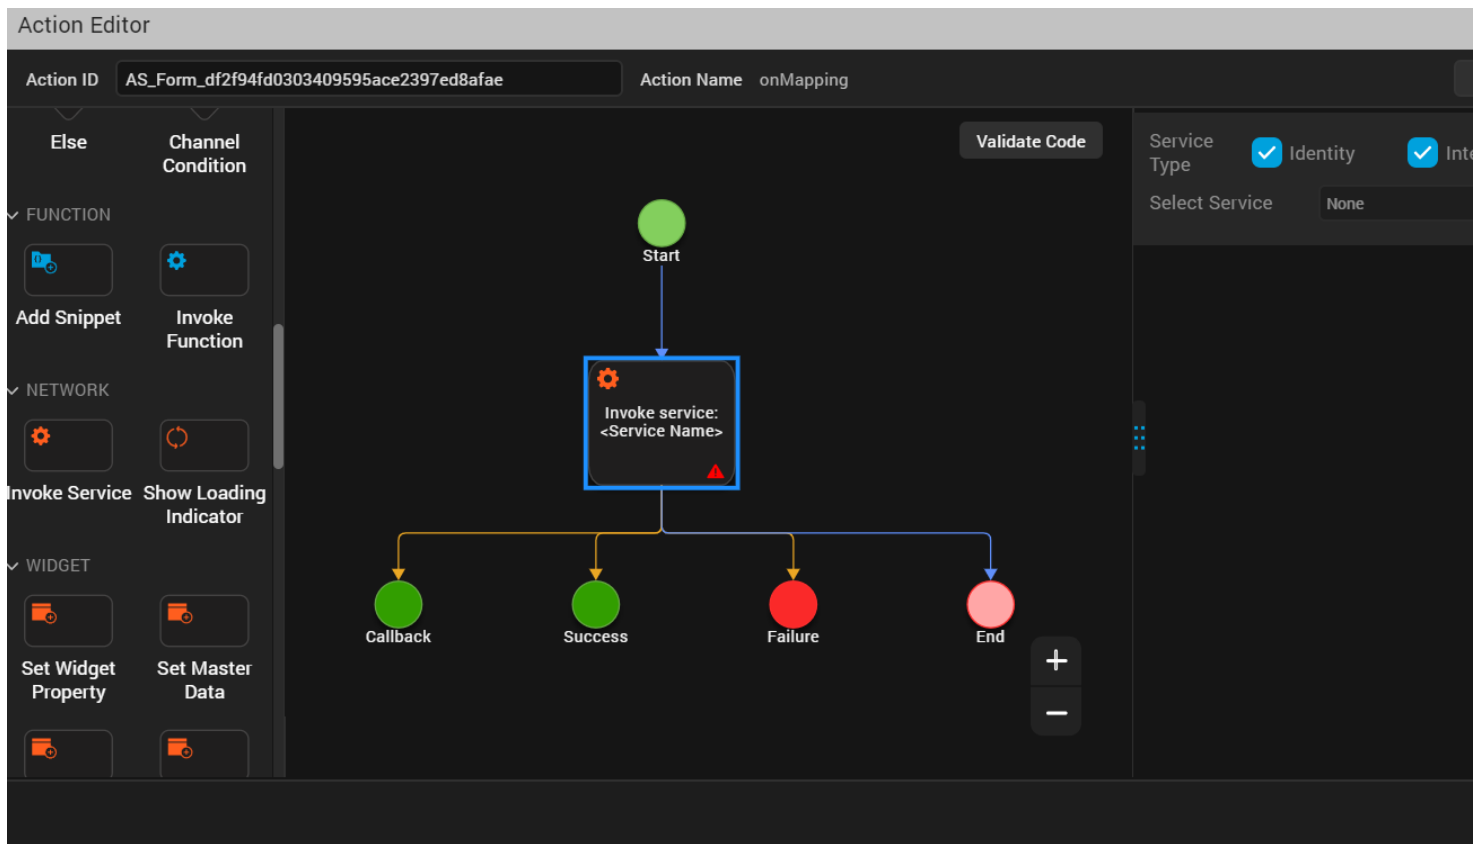 Action Editor
Action ID AS_Form_df2f94fd0303409595ace2397ed8afae Action Name onMapping
Else
Channel
Condition
FUNCTION
Add Snippet
Invoke
Function
NETWORK
Invoke Service
Show Loading
Indicator
WIDGET
Set Widget
Property
Set Master
Data
Validate Code
Start
Invoke service:
<Service Name>
Callback
Success
Failure
End
Service
Type
Identity
Select Service
None